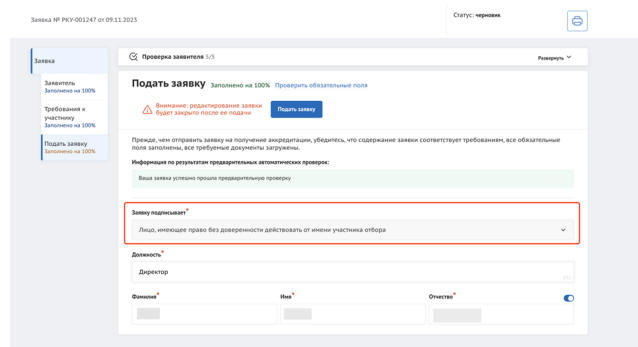 Заявка № РКУ-001247 от 09.11.2023
Статус: черновик
Заявка
Проверка заявителя 5/5
Развернуть
Заявитель
Заполнено на 100%
Требования к
участнику
Заполнено на 100%
Подать заявку
Заполнено на 100%
Подать заявку Заполнено на 100% Проверить обязательные поля
Внимание: редактирование заявки
будет закрыто после ее подачи
Подать заявку
Прежде, чем отправить заявку на получение аккредитации, убедитесь, что содержание заявки соответствует требованиям, все обязательные
поля заполнены, все требуемые документы загружены.
Информация по результатам предварительных автоматических проверок:
Ваша заявка успешно прошла предварительную проверку
Заявку подписывает*
Лицо, имеющее право без доверенности действовать от имени участника отбора
Должность*
Директор
Фамилия* Имя* Отчество*